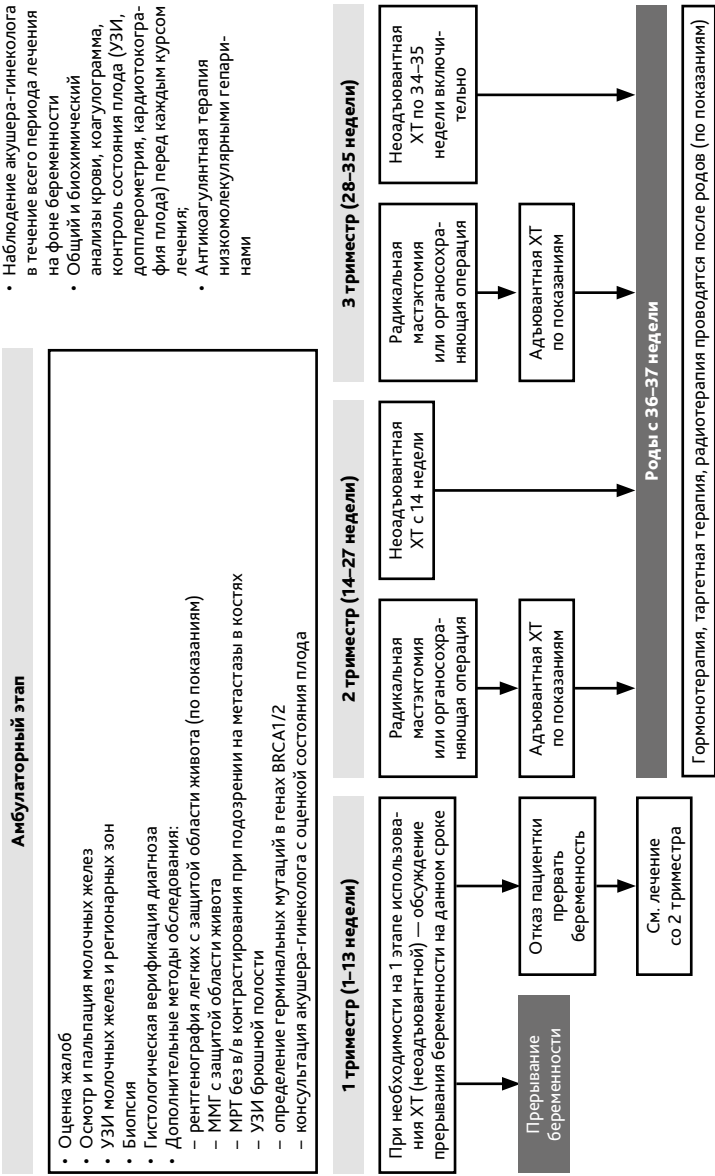 Амбулаторный этап
• Оценка жалоб
• Осмотр и пальпация молочных желез
• УЗИ молочных желез и регионарных зон
• Биопсия
• Гистологическая верификация диагноза
• Дополнительные методы обследования:
– рентгенография легких с защитой области живота (по показаниям)
– ММГ с защитой области живота
– МРТ без в/в контрастирования при подозрении на метастазы в костях
– УЗИ брюшной полости
– определение герминальных мутаций в генах BRCA1/2
– консультация акушера-гинеколога с оценкой состояния плода
• Наблюдение акушера-гинеколога
в течение всего периода лечения
на фоне беременности
• Общий и биохимический
анализы крови, коагулограмма,
контроль состояния плода (УЗИ,
допплерометрия, кардиотокогра-
фия плода) перед каждым курсом
лечения;
• Антикоагулянтная терапия
низкомолекулярными гепари-
нами
1 триместр (1–13 недели)
При необходимости на 1 этапе использова-
ния ХТ (неоадъювантной) — обсуждение
прерывания беременности на данном сроке
Прерывание
беременности
Отказ пациентки
прервать
беременность
См. лечение
со 2 триместра
2 триместр (14–27 недели)
Радикальная
мастэктомия
или органосохра-
няющая операция
Адъювантная ХТ
по показаниям
Неоадъювантная
ХТ с 14 недели
3 триместр (28–35 недели)
Радикальная
мастэктомия
или органосохра-
няющая операция
Адъювантная ХТ
по показаниям
Неоадъювантная
ХТ по 34–35
недели включи-
тельно
Роды с 36–37 недели
Гормонотерапия, таргетная терапия, радиотерапия проводятся после родов (по показаниям)